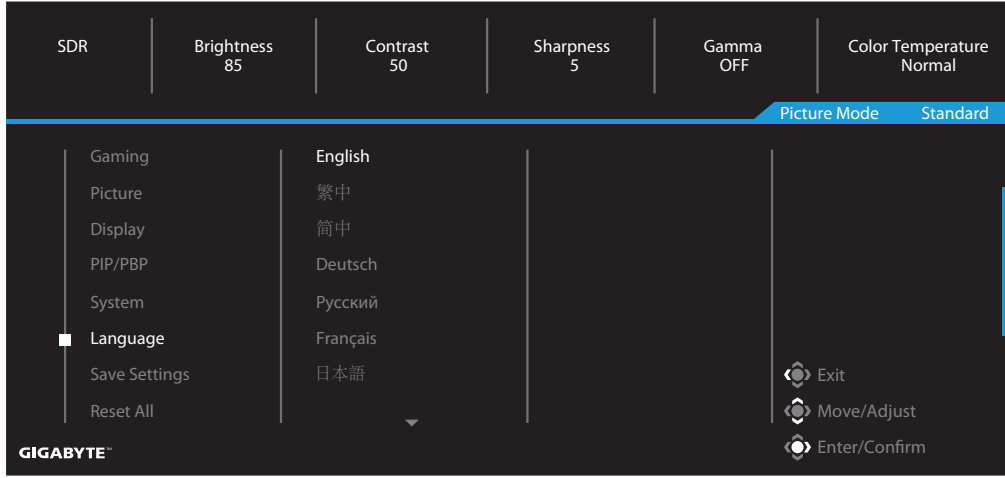 SDR
Brightness
85
Contrast
50
Sharpness
5
Gamma
OFF
Color Temperature
Normal
Picture Mode Standard
Gaming
Picture
Display
PIP/PBP
System
Language
Save Settings
Reset All
English
繁中
简中
Deutsch
Русский
Français
日本語
Exit
Move/Adjust
Enter/Confirm
GIGABYTE™